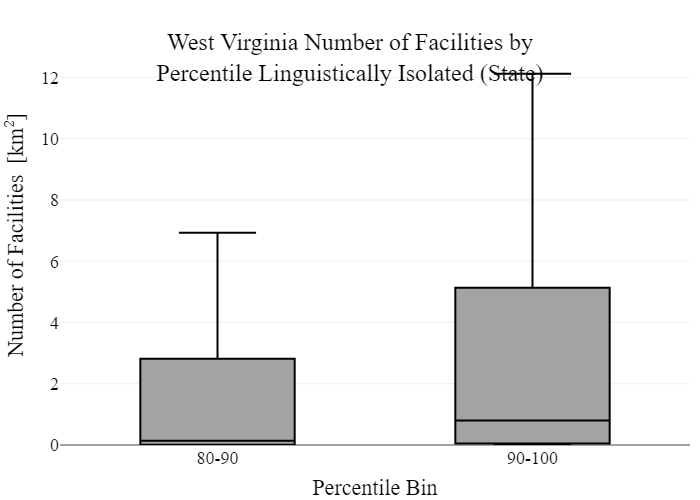 West Virginia Number of Facilities by
Percentile Linguistically Isolated (State)
Number of Facilities [km²]
12
10
8
6
4
2
0
80-90
90-100
Percentile Bin